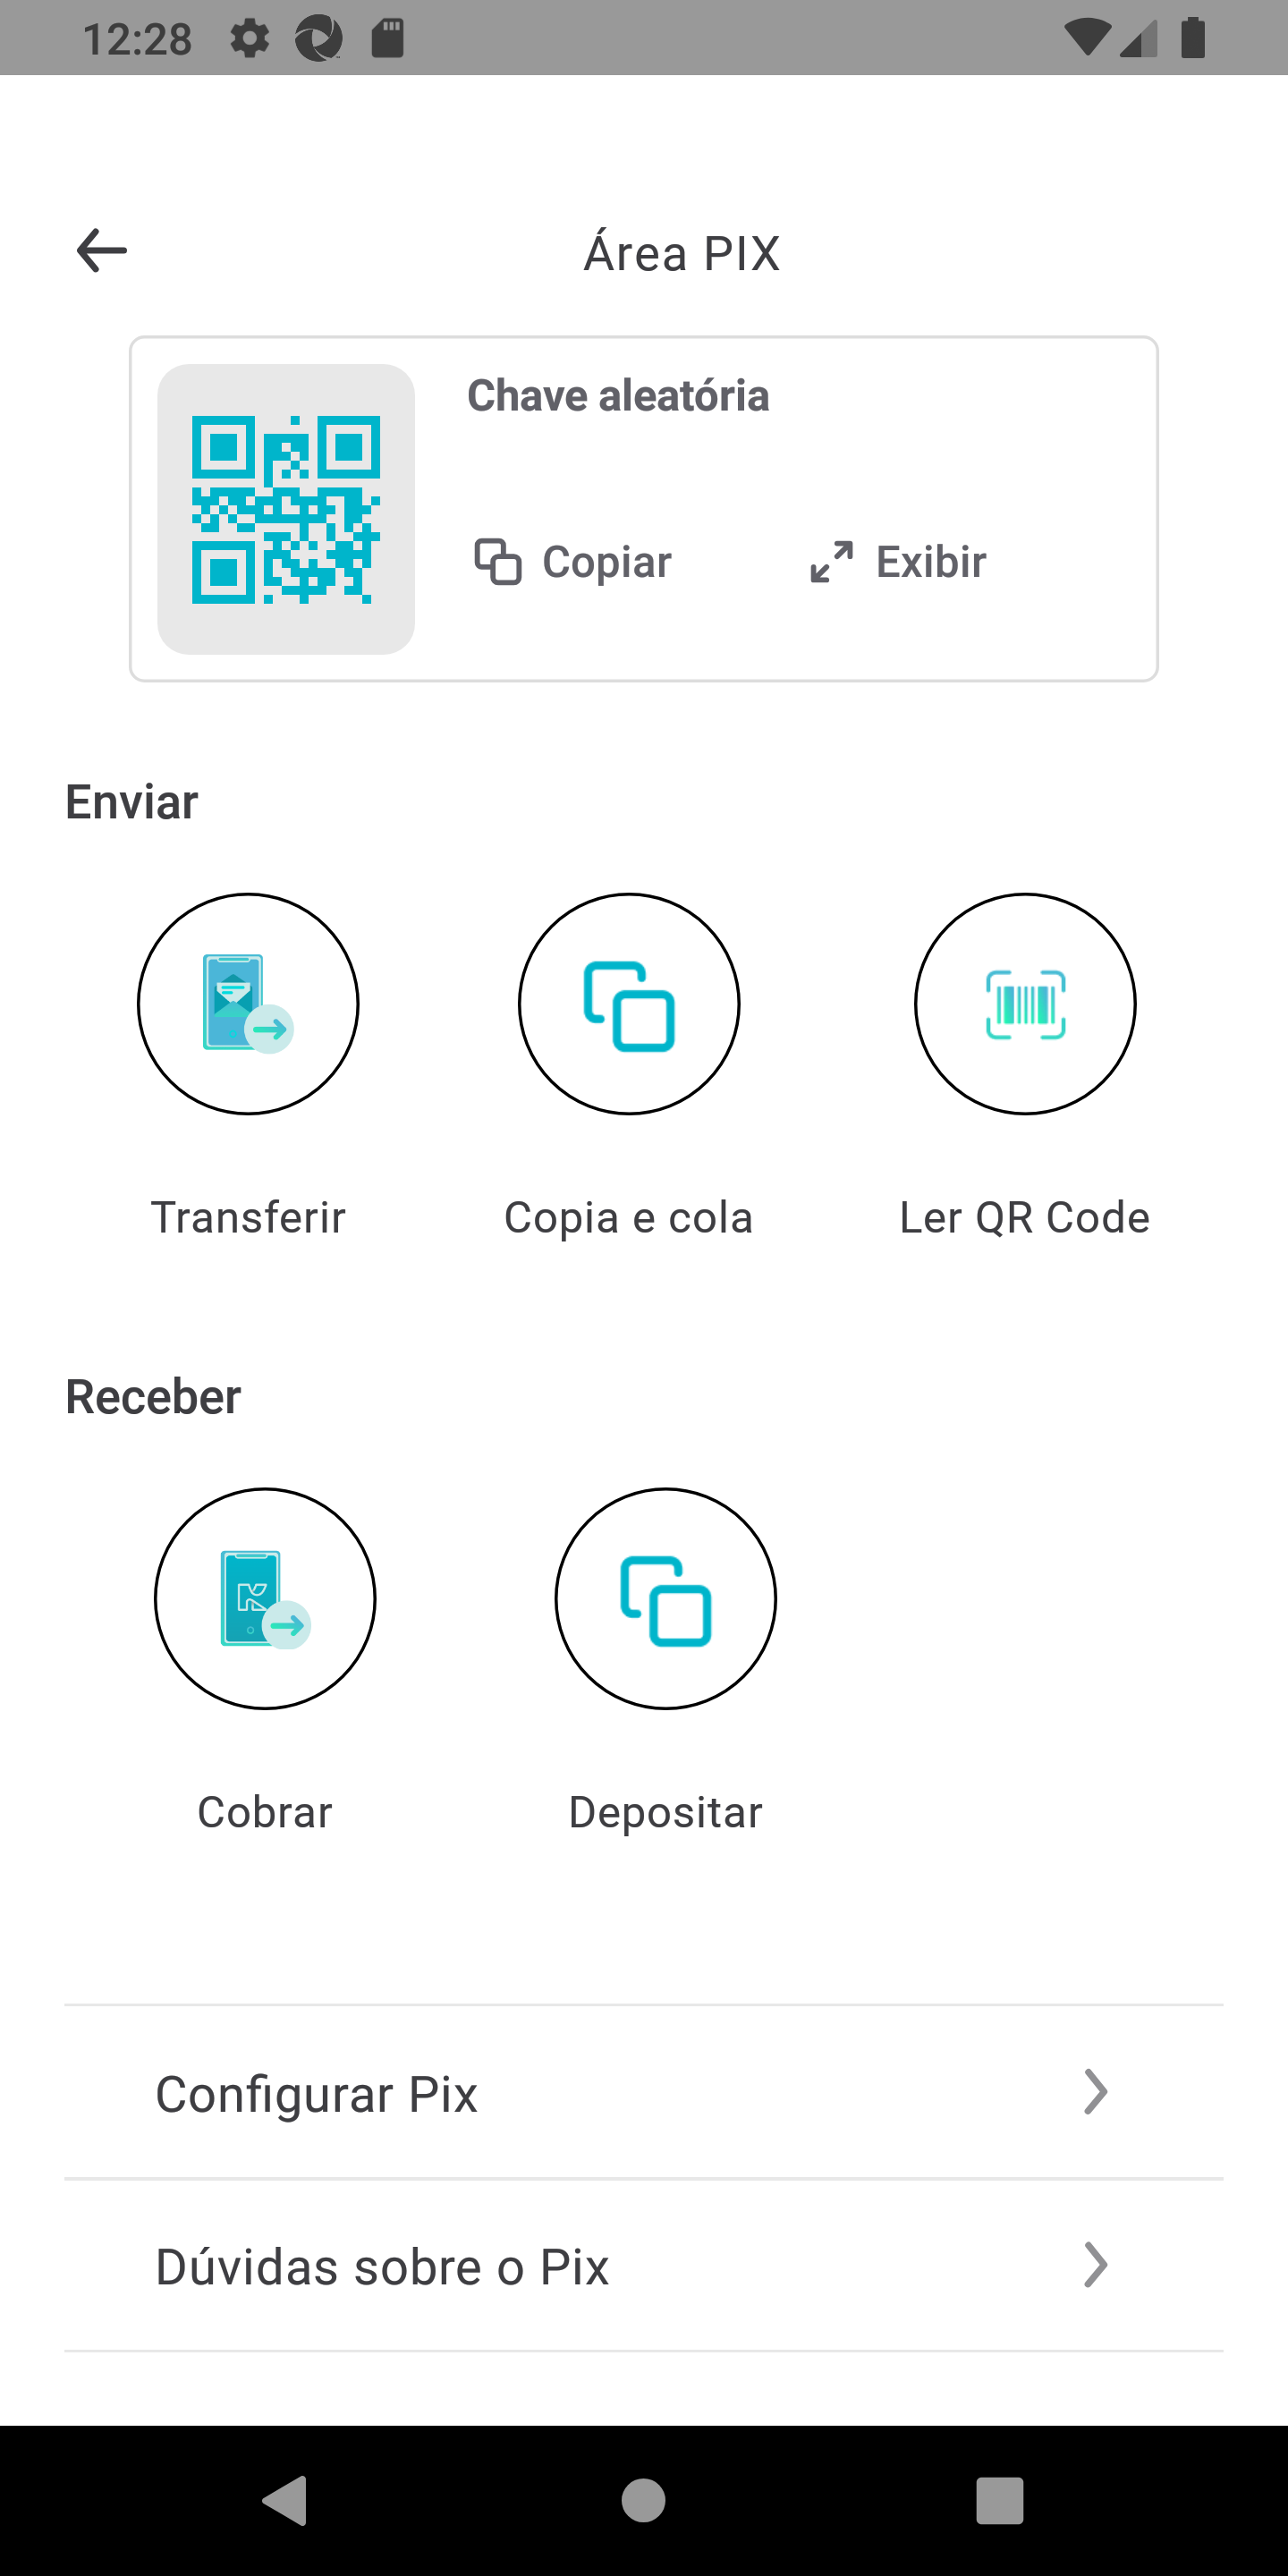 12:28
Área PIX
Chave aleatória
Copiar
Exibir
Enviar
Transferir
Copia e cola
Ler QR Code
Receber
Cobrar
Depositar
Configurar Pix
Dúvidas sobre o Pix